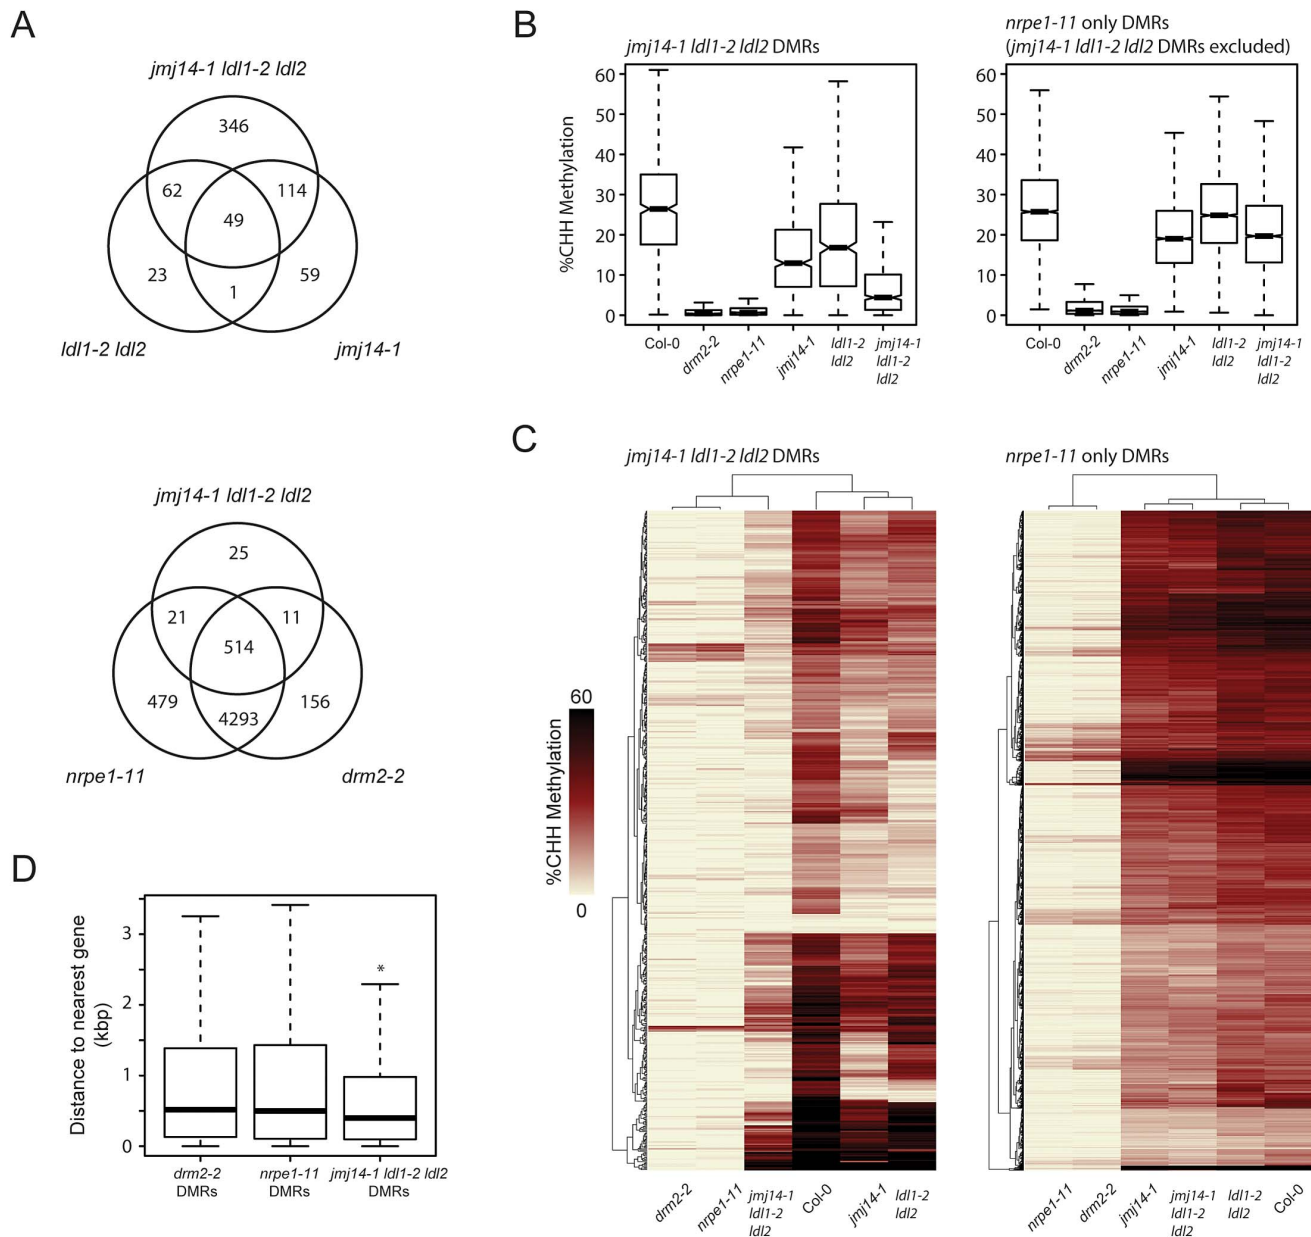 A
jmj14-1 ldl1-2 ldl2
346
62
114
49
23
59
1
ldl1-2 ldl2
jmj14-1
jmj14-1 ldl1-2 ldl2
25
21
11
514
479
156
4293
nrpe1-11
drm2-2
B
jmj14-1 ldl1-2 ldl2 DMRs
%CHH Methylation
60
50
40
30
20
10
0
Col-0
drm2-2
nrpe1-11
jmj14-1
ldl1-2
ldl2
jmj14-1
ldl1-2
ldl2
nrpe1-11 only DMRs
(jmj14-1 ldl1-2 ldl2 DMRs excluded)
60
50
40
30
20
10
0
Col-0
drm2-2
nrpe1-11
jmj14-1
ldl1-2
ldl2
jmj14-1
ldl1-2
ldl2
C
jmj14-1 ldl1-2 ldl2 DMRs
60
%CHH Methylation
0
drm2-2
nrpe1-11
jmj14-1
ldl1-2
ldl2
Col-0
jmj14-1
ldl1-2
ldl2
nrpe1-11 only DMRs
nrpe1-11
drm2-2
jmj14-1
jmj14-1
ldl1-2
ldl2
ldl1-2
ldl2
Col-0
D
Distance to nearest gene
(kbp)
3
2
1
0
*
drm2-2
DMRs
nrpe1-11
DMRs
jmj14-1 ldl1-2 ldl2
DMRs